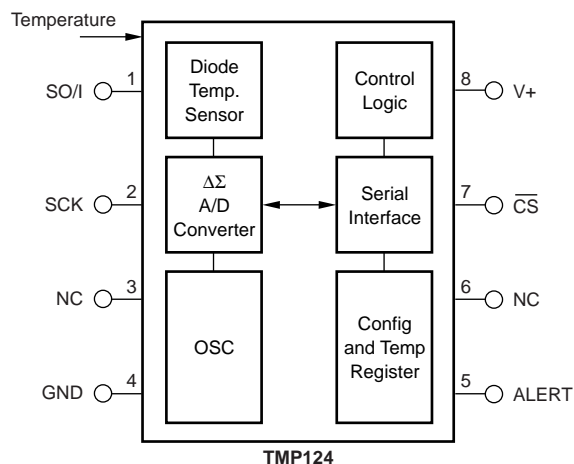 Temperature
SO/I
1
SCK
2
NC
3
GND
4
Diode
Temp.
Sensor
ΔΣ
A/D
Converter
OSC
Control
Logic
Serial
Interface
Config
and Temp
Register
8
V+
7
C̅S̅
6
NC
5
ALERT
TMP124